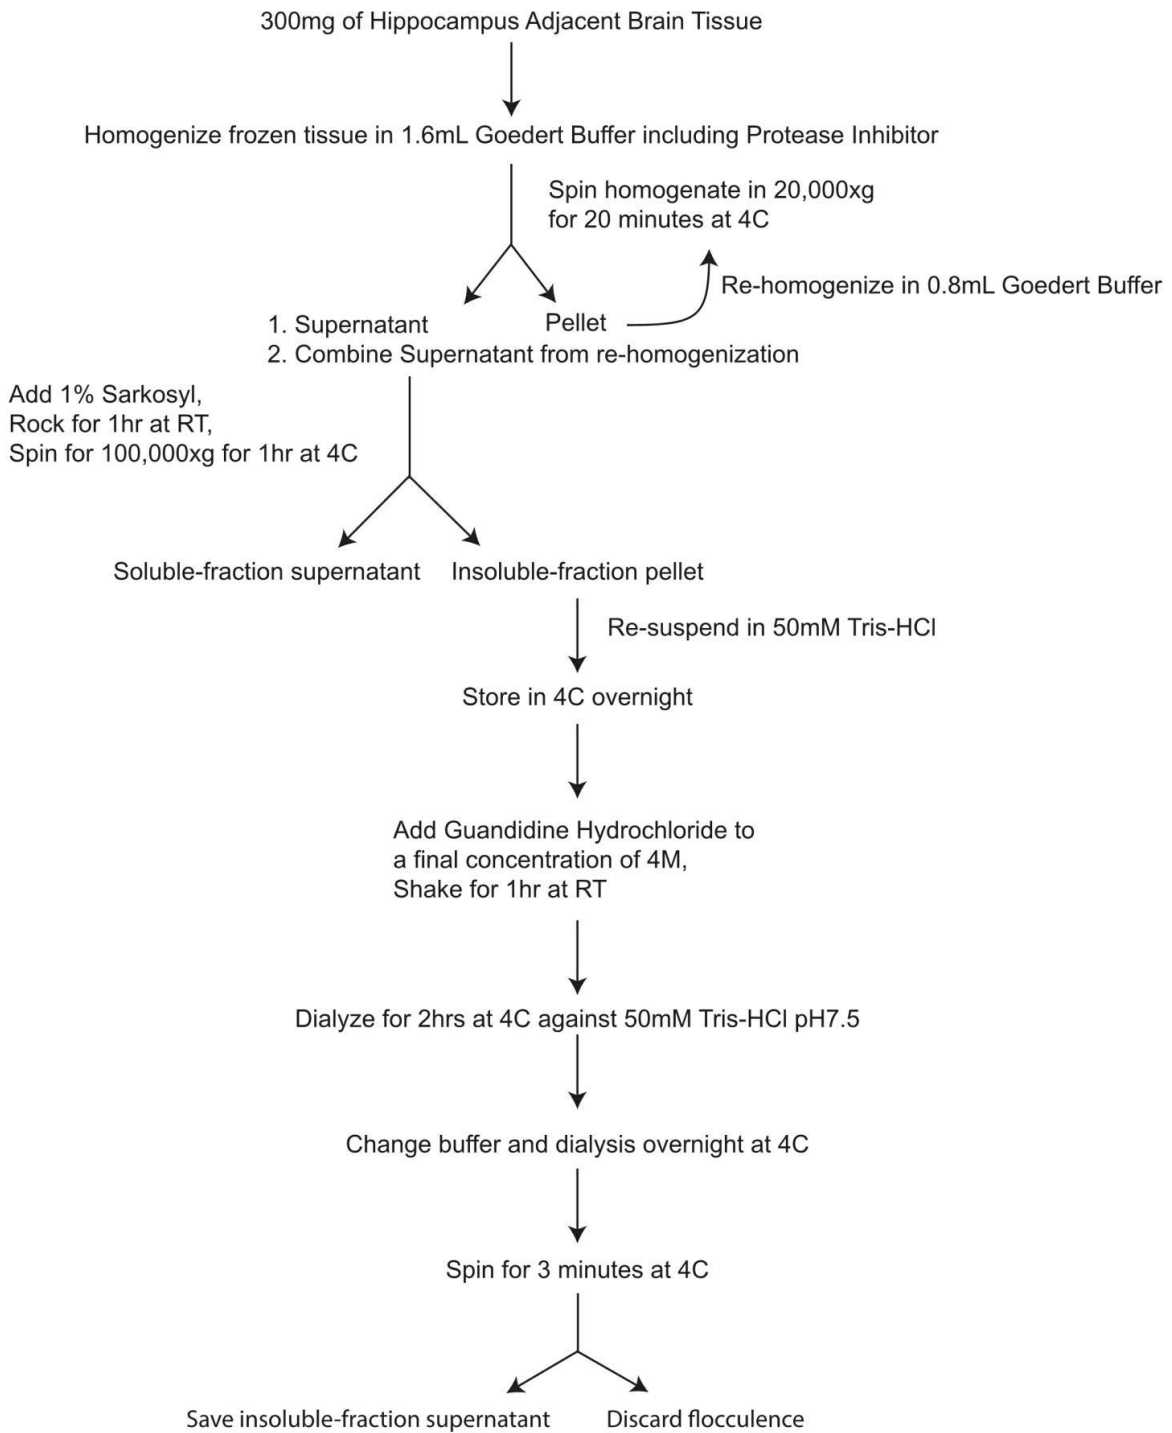 300mg of Hippocampus Adjacent Brain Tissue
Homogenize frozen tissue in 1.6mL Goedert Buffer including Protease Inhibitor
Spin homogenate in 20,000xg
for 20 minutes at 4C
Re-homogenize in 0.8mL Goedert Buffer
1. Supernatant
Pellet
2. Combine Supernatant from re-homogenization
Add 1% Sarkosyl,
Rock for 1hr at RT,
Spin for 100,000xg for 1hr at 4C
Soluble-fraction supernatant
Insoluble-fraction pellet
Re-suspend in 50mM Tris-HCl
Store in 4C overnight
Add Guandidine Hydrochloride to
a final concentration of 4M,
Shake for 1hr at RT
Dialyze for 2hrs at 4C against 50mM Tris-HCl pH7.5
Change buffer and dialysis overnight at 4C
Spin for 3 minutes at 4C
Save insoluble-fraction supernatant
Discard flocculence